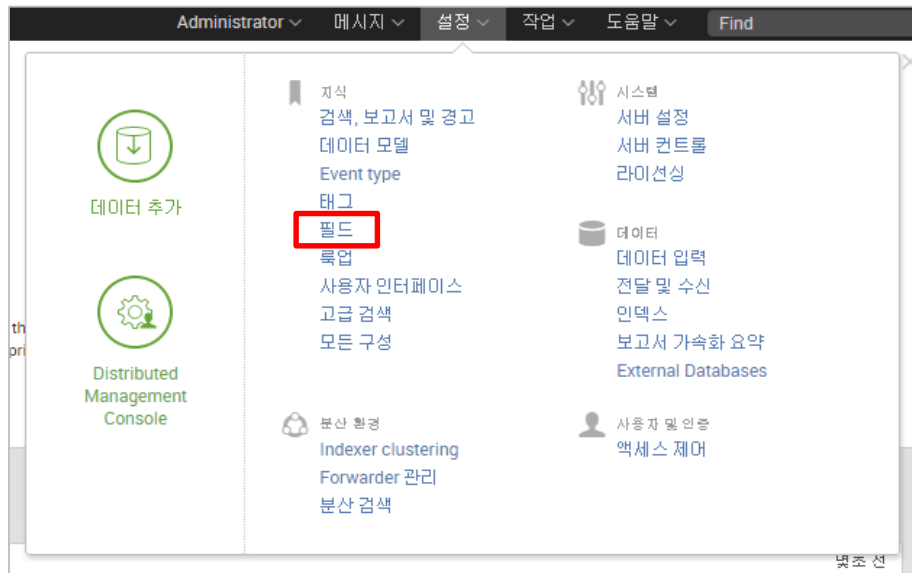 Administrator 메시지 설정 작업 도움말 Find
데이터 추가
Distributed
Management
Console
지식
검색, 보고서 및 경고
데이터 모델
Event type
태그
필드
룩업
사용자 인터페이스
고급 검색
모든 구성
분산 환경
Indexer clustering
Forwarder 관리
분산 검색
시스템
서버 설정
서버 컨트롤
라이선싱
데이터
데이터 입력
전달 및 수신
인덱스
보고서 가속화 요약
External Databases
사용자 및 인증
액세스 제어
th
pri
몇초 전